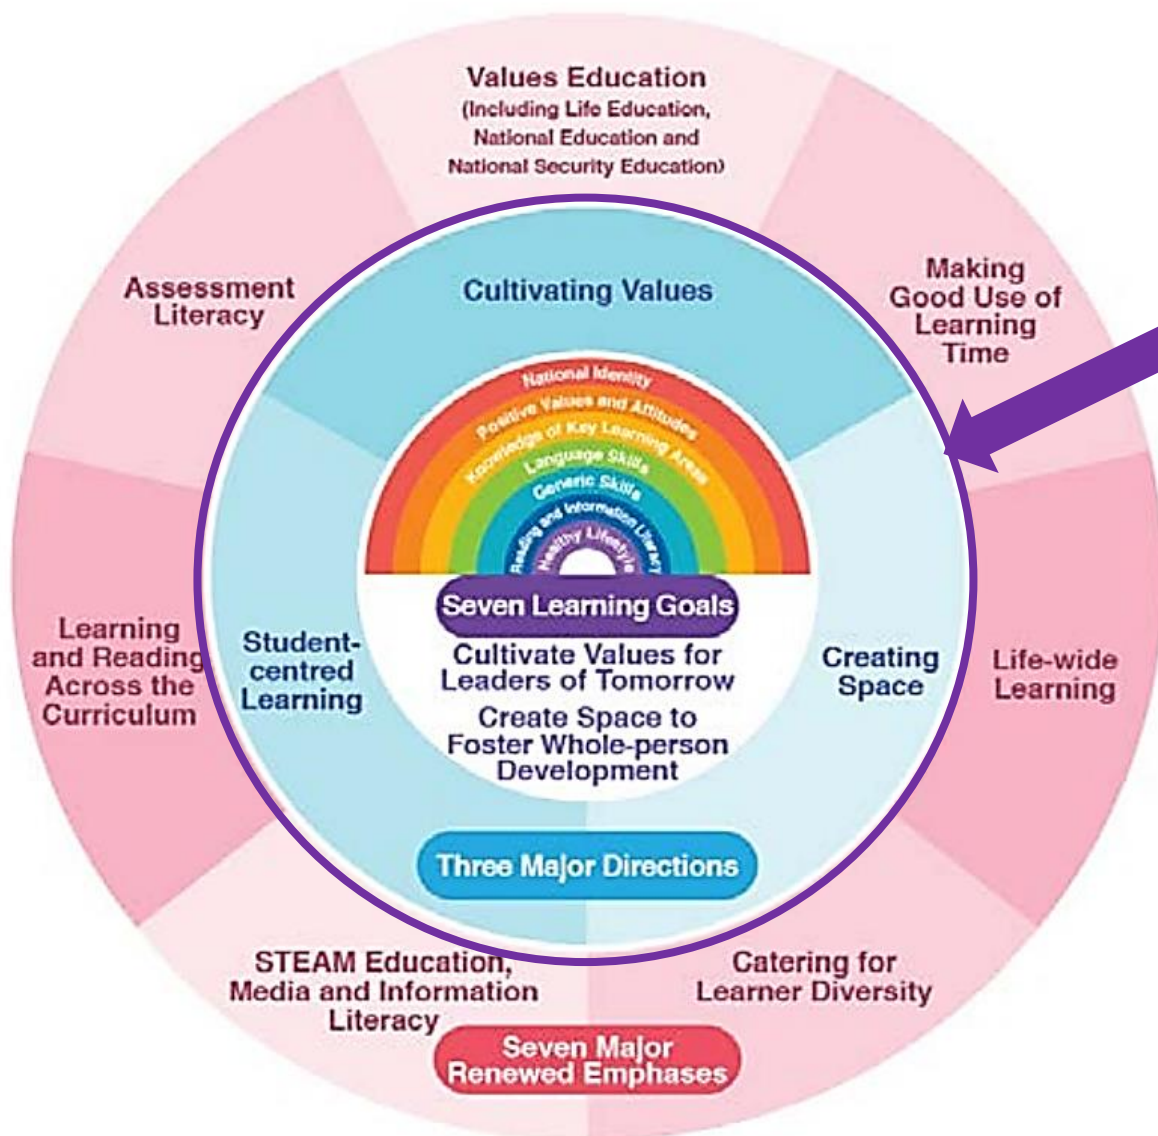 Values Education
(Including Life Education,
National Education and
National Security Education)
Assessment
Literacy
Cultivating Values
Making
Good Use of
Learning
Time
National Identity
Positive Values and Attitudes
Knowledge of Key Learning Areas
Language Skills
Generic Skills
Reading and Information Literacy
Healthy Lifestyle
Seven Learning Goals
Cultivate Values for
Leaders of Tomorrow
Create Space to
Foster Whole-person
Development
Learning
and Reading
Across the
Curriculum
Student-
centred
Learning
Creating
Space
Life-wide
Learning
Three Major Directions
STEAM Education,
Media and Information
Literacy
Catering for
Learner Diversity
Seven Major
Renewed Emphases